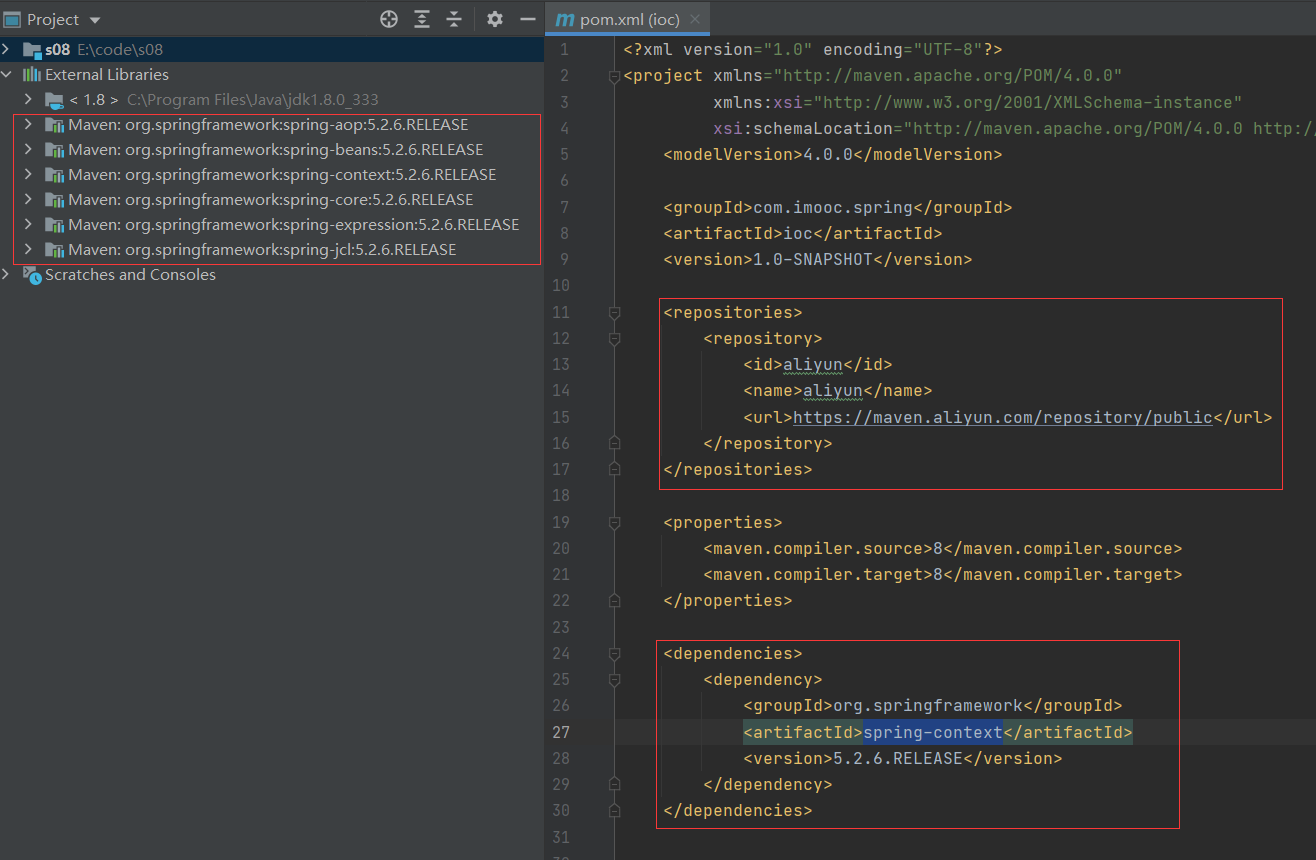 Project
s08 E:\code\s08
External Libraries
< 1.8 > C:\Program Files\Java\jdk1.8.0_333
Maven: org.springframework:spring-aop:5.2.6.RELEASE
Maven: org.springframework:spring-beans:5.2.6.RELEASE
Maven: org.springframework:spring-context:5.2.6.RELEASE
Maven: org.springframework:spring-core:5.2.6.RELEASE
Maven: org.springframework:spring-expression:5.2.6.RELEASE
Maven: org.springframework:spring-jcl:5.2.6.RELEASE
Scratches and Consoles
m pom.xml (ioc)
1 <?xml version="1.0" encoding="UTF-8"?>
2 <project xmlns="http://maven.apache.org/POM/4.0.0"
3 xmlns:xsi="http://www.w3.org/2001/XMLSchema-instance"
4 xsi:schemaLocation="http://maven.apache.org/POM/4.0.0 http:/
5 <modelVersion>4.0.0</modelVersion>
6
7 <groupId>com.imooc.spring</groupId>
8 <artifactId>ioc</artifactId>
9 <version>1.0-SNAPSHOT</version>
10
11 <repositories>
12 <repository>
13 <id>aliyun</id>
14 <name>aliyun</name>
15 <url>https://maven.aliyun.com/repository/public</url>
16 </repository>
17 </repositories>
18
19 <properties>
20 <maven.compiler.source>8</maven.compiler.source>
21 <maven.compiler.target>8</maven.compiler.target>
22 </properties>
23
24 <dependencies>
25 <dependency>
26 <groupId>org.springframework</groupId>
27 <artifactId>spring-context</artifactId>
28 <version>5.2.6.RELEASE</version>
29 </dependency>
30 </dependencies>
31